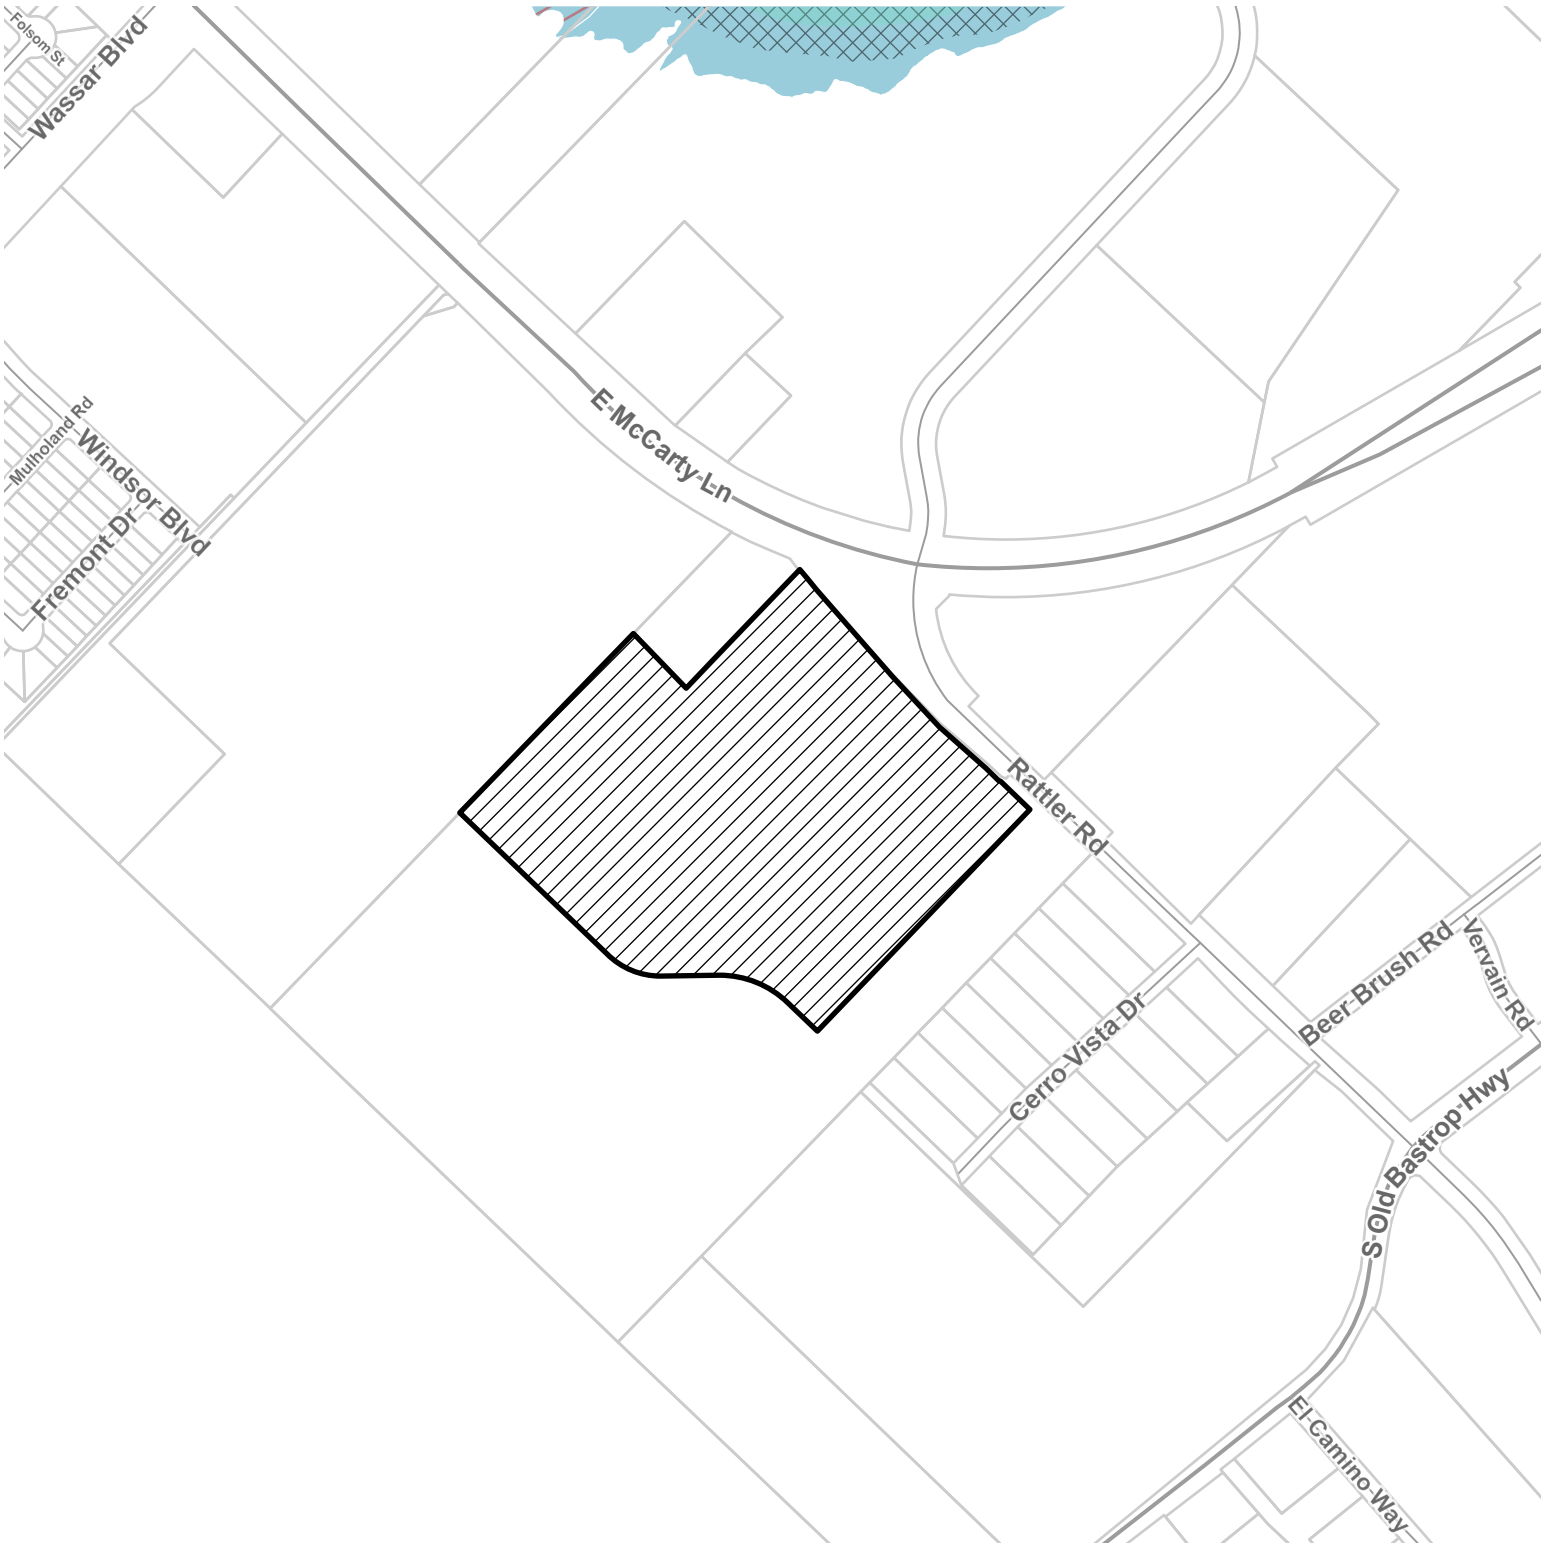 Folsom St
Wassar Blvd
Mulholand Rd
Windsor Blvd
Fremont Dr
E McCarty Ln
Rattler Rd
Beer Brush Rd
Vervain Rd
Cerro Vista Dr
S Old Bastrop Hwy
El Camino Way